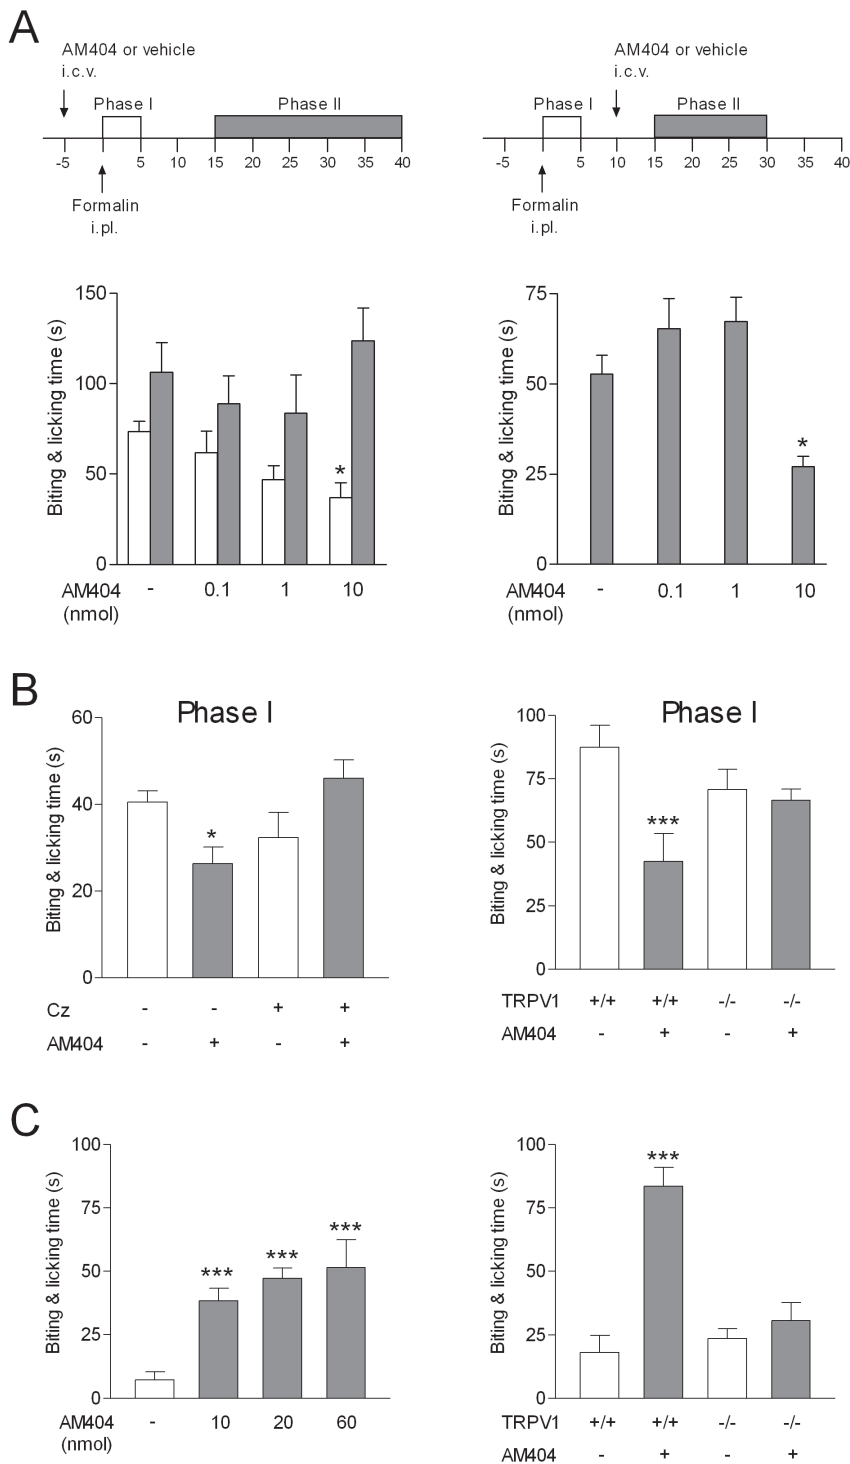 A
AM404 or vehicle
i.c.v.
Phase I
Phase II
-5 5 10 15 20 25 30 35 40
Formalin
i.pl.
AM404 or vehicle
i.c.v.
Phase I
Phase II
-5 5 10 15 20 25 30 35 40
Formalin
i.pl.
Biting & licking time (s)
150
100
50
0
*
AM404 - 0.1 1 10
(nmol)
Biting & licking time (s)
75
50
25
0
*
AM404 - 0.1 1 10
(nmol)
B
Phase I
Biting & licking time (s)
60
40
20
0
*
Cz - - + +
AM404 - + - +
Phase I
Biting & licking time (s)
100
75
50
25
0
***
TRPV1 +/+ +/+ -/- -/-
AM404 - + - +
C
Biting & licking time (s)
100
75
50
25
0
*** *** ***
AM404 - 10 20 60
(nmol)
Biting & licking time (s)
100
75
50
25
0
***
TRPV1 +/+ +/+ -/- -/-
AM404 - + - +